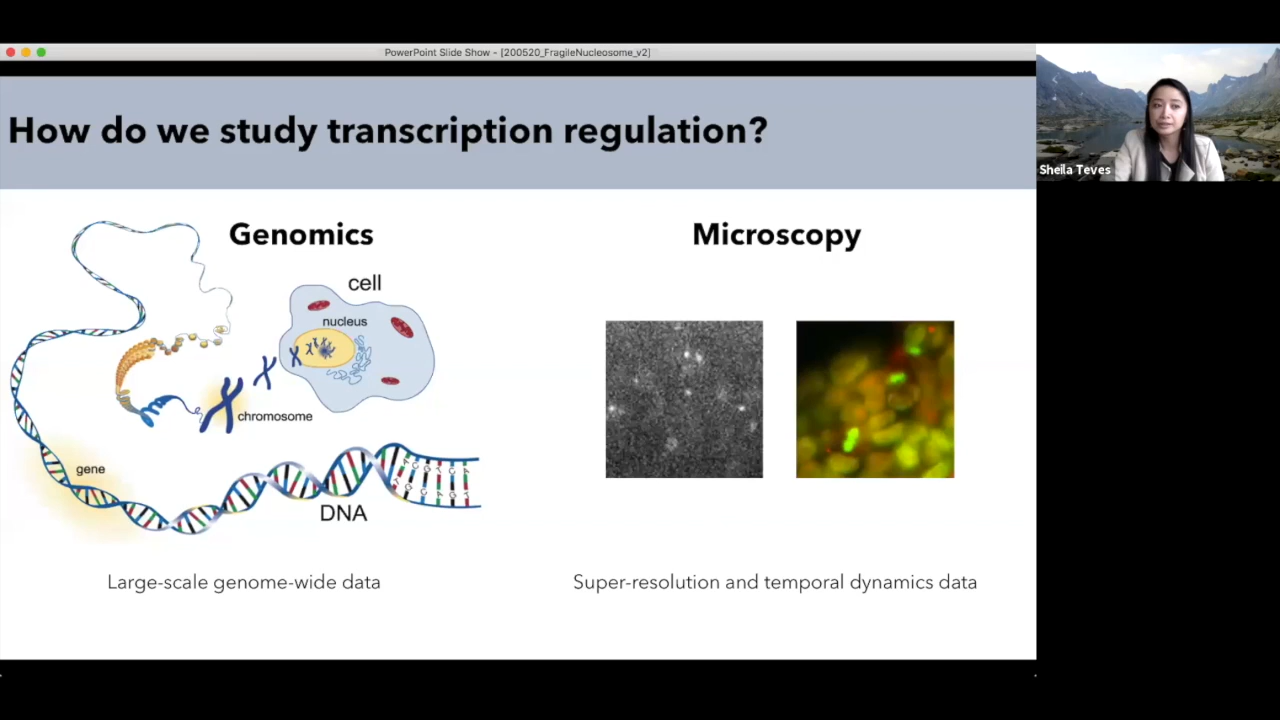 PowerPoint Slide Show - [200520_FragileNucleosome_v2]
How do we study transcription regulation?
Sheila Teves
Genomics
Microscopy
cell
nucleus
chromosome
gene
DNA
Large-scale genome-wide data
Super-resolution and temporal dynamics data